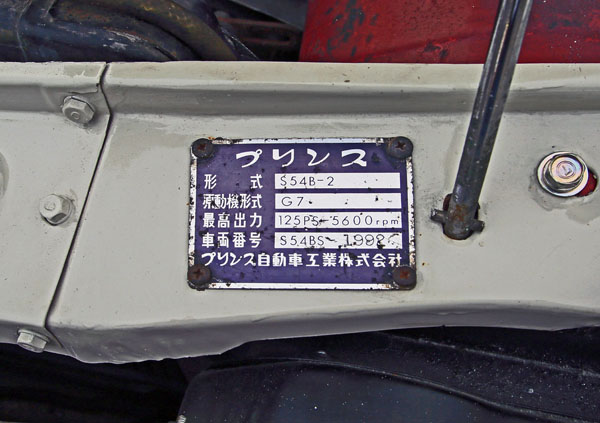 プリンス
形式 S54B-2
原動機形式 G7
最高出力 125PS-5600rpm
車両番号 S54BS-1998
プリンス自動車工業株式会社